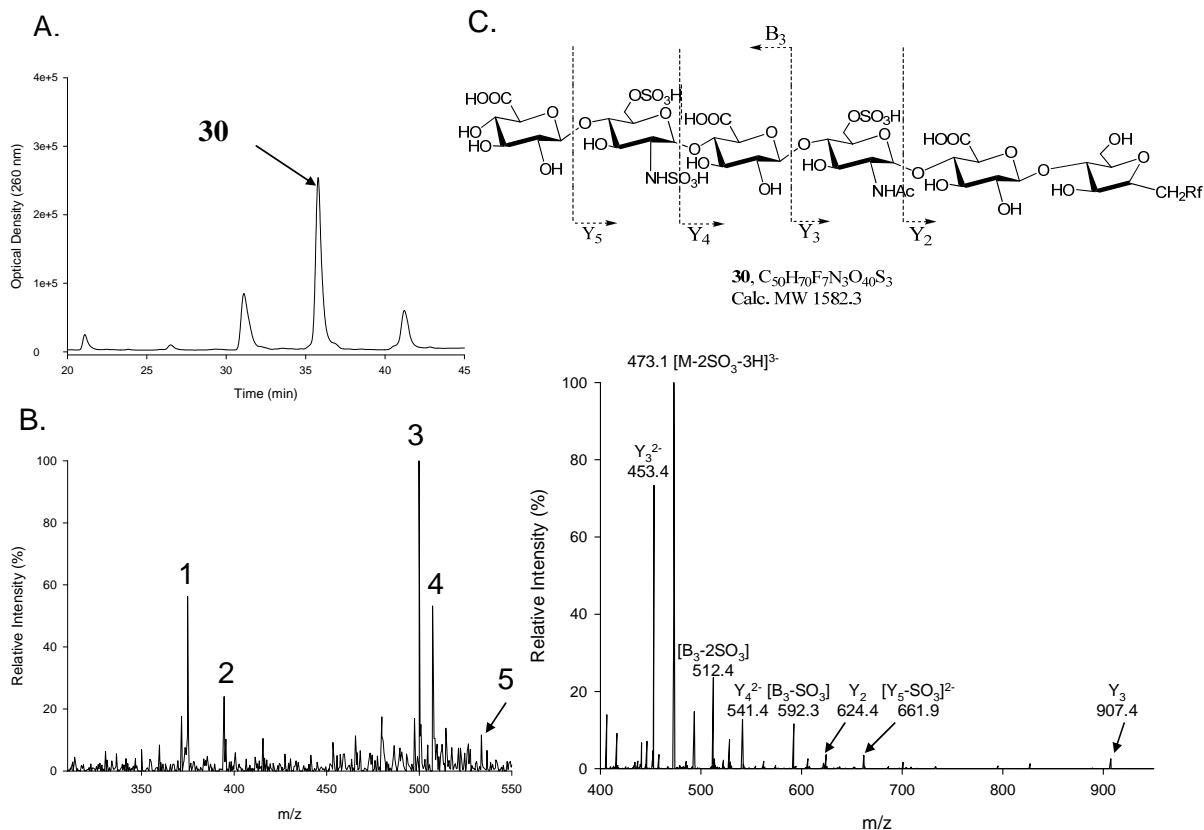 A.
4e+5
3e+5
2e+5
1e+5
0
Optical Density (260 nm)
30
20 25 30 35 40 45
Time (min)
B.
100
80
60
40
20
0
Relative Intensity (%)
1
2
3
4
5
350 400 450 500 550
m/z
C.
B3
HOOC
HO
HO
OH
O
O
OSO3H
O
HO
NHSO3H
O
HOOC
O
HO
OH
O
OSO3H
O
HO
NHAc
O
HOOC
O
HO
OH
O
OH
O
HO
CH2Rf
Y5 Y4 Y3 Y2
30, C50H70F7N3O40S3
Calc. MW 1582.3
473.1 [M-2SO3-3H]3-
Y3 2-
453.4
[B3-2SO3]
512.4
Y4 2- [B3-SO3] Y2 [Y5-SO3]2-
541.4 592.3 624.4 661.9
Y3
907.4
100
80
60
40
20
0
Relative Intensity (%)
400 500 600 700 800 900
m/z